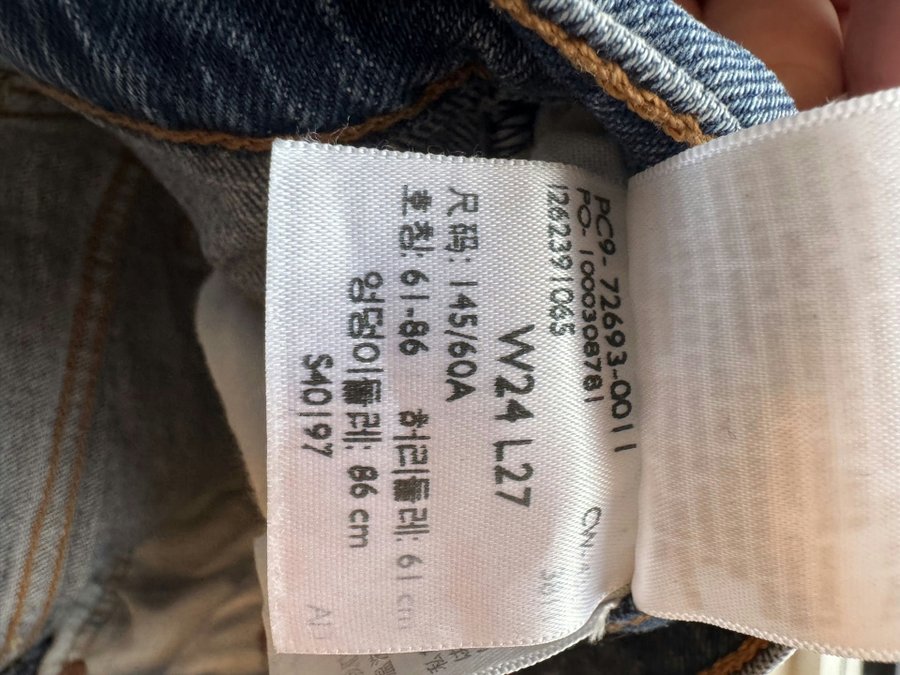 PC9- 72693-0011
PO- 1000308781
1262391065
W24 L27
尺码: 145/60A
호칭: 61-86 허리둘레: 61 cm
엉덩이둘레: 86 cm
S40197